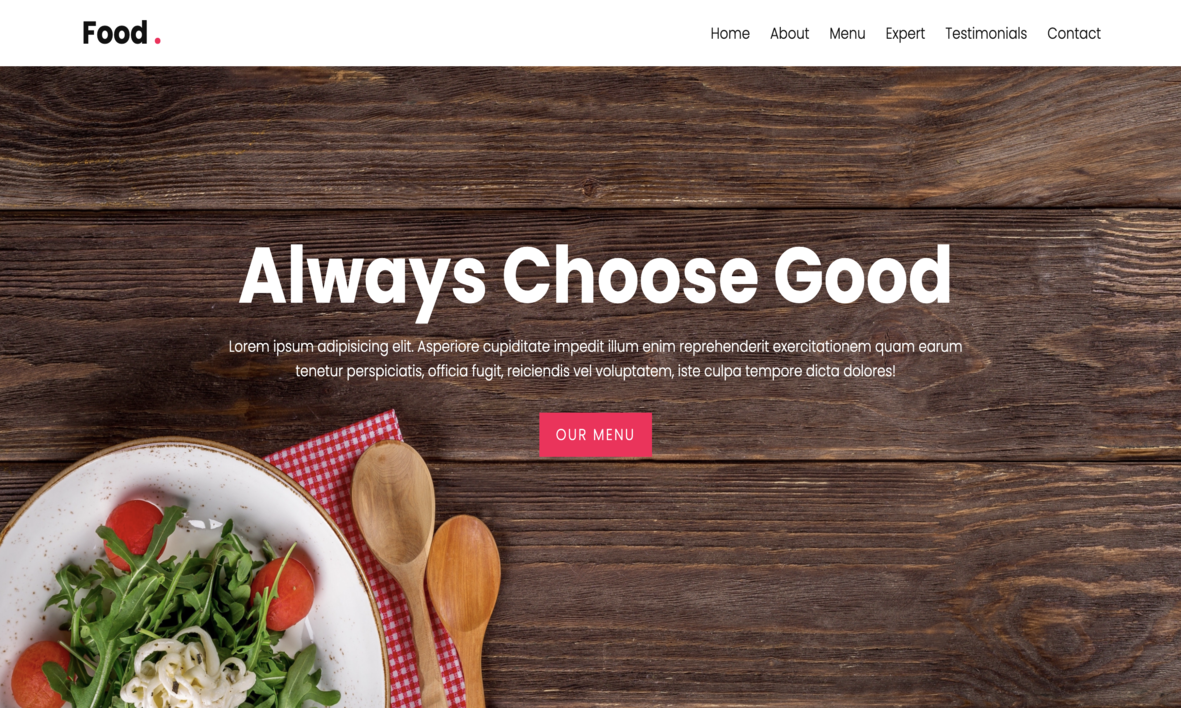 Food .
Home About Menu Expert Testimonials Contact
Always Choose Good
Lorem ipsum adipisicing elit. Asperiore cupiditate impedit illum enim reprehenderit exercitationem quam earum
tenetur perspiciatis, officia fugit, reiciendis vel voluptatem, iste culpa tempore dicta dolores!
OUR MENU